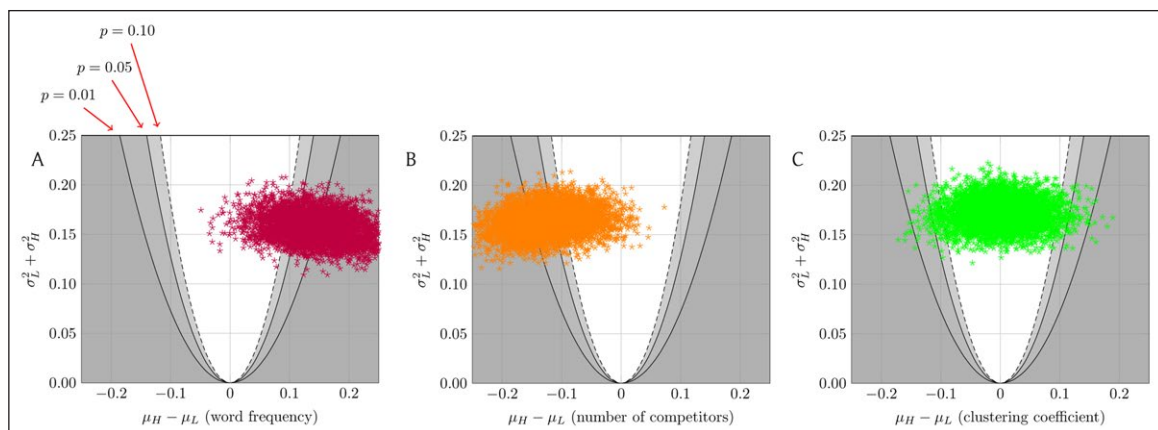 p = 0.10
p = 0.05
p = 0.01
A
0.25
0.20
0.15
0.10
0.05
0.00
σ²_L + σ²_H
−0.2 −0.1 0 0.1 0.2
μ_H − μ_L (word frequency)
B
0.25
0.20
0.15
0.10
0.05
0.00
σ²_L + σ²_H
−0.2 −0.1 0 0.1 0.2
μ_H − μ_L (number of competitors)
C
0.25
0.20
0.15
0.10
0.05
0.00
σ²_L + σ²_H
−0.2 −0.1 0 0.1 0.2
μ_H − μ_L (clustering coefficient)